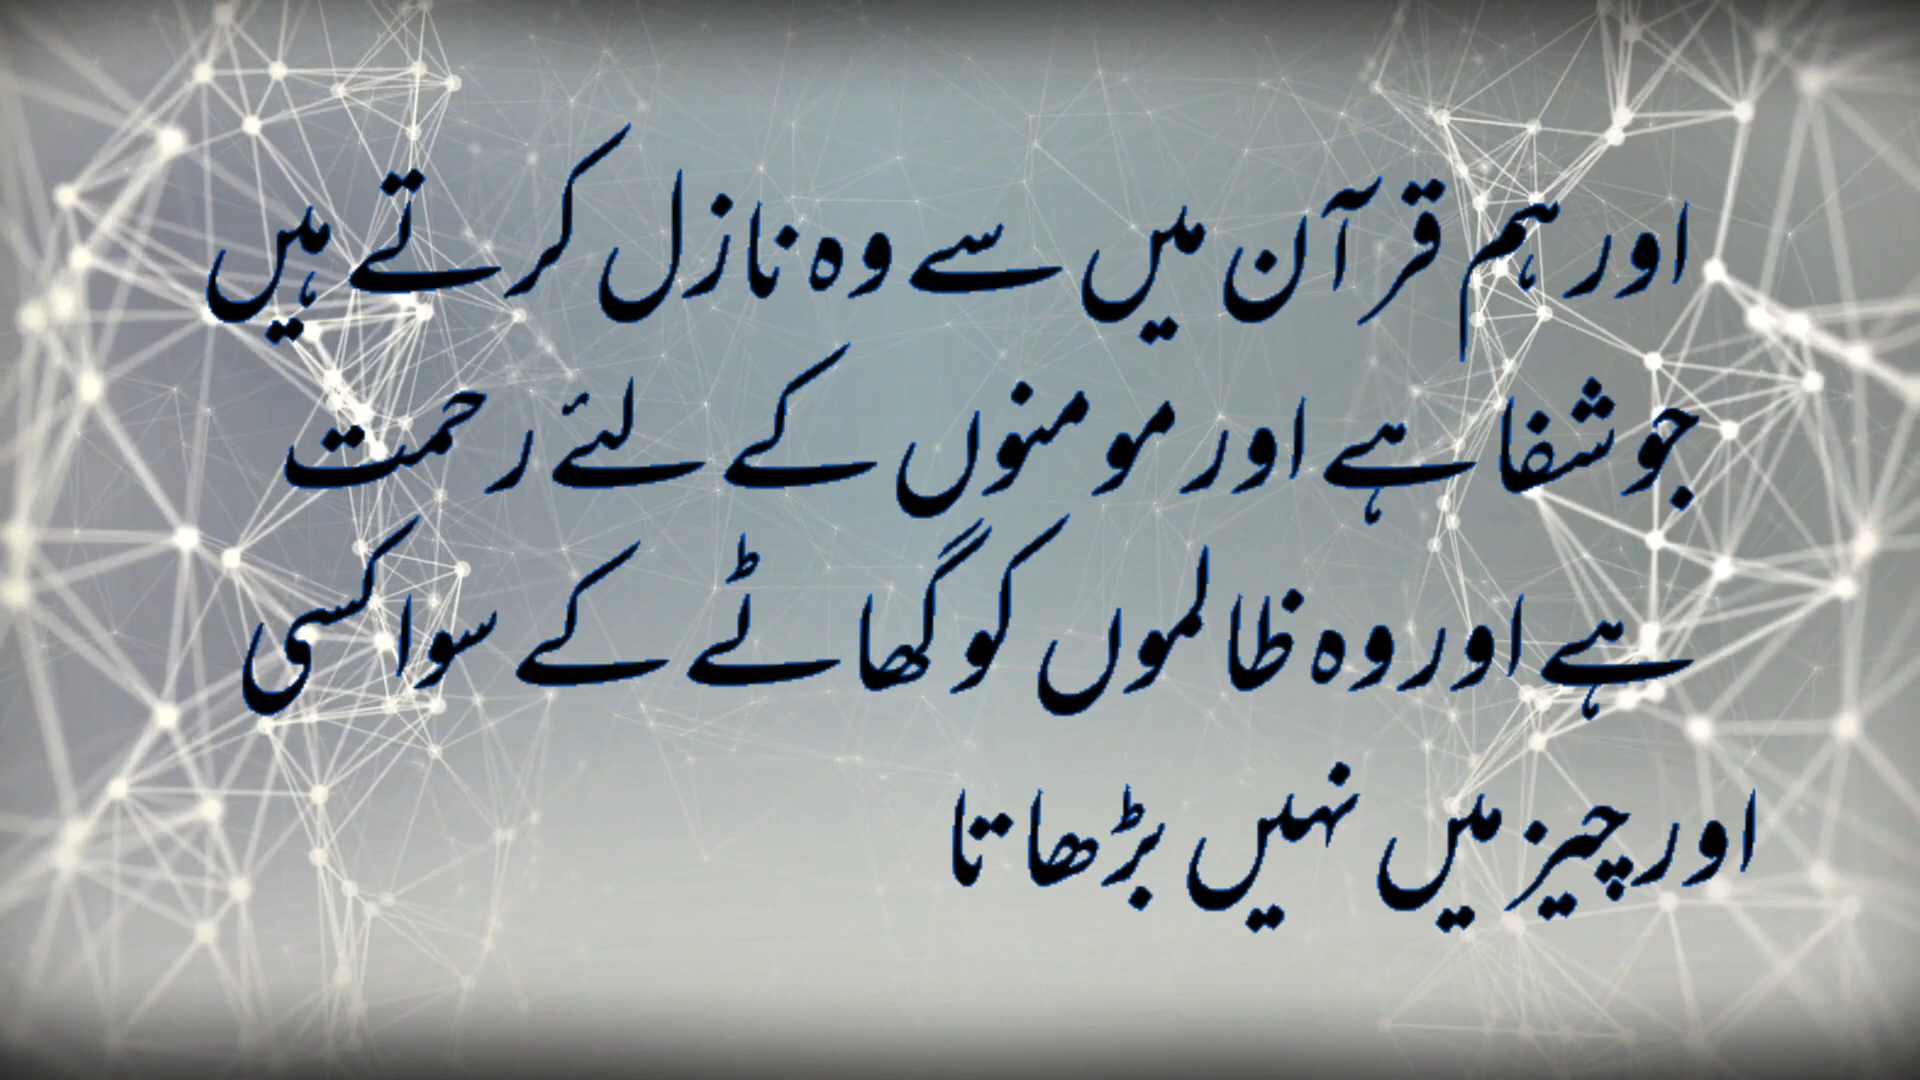 اور ہم قرآن میں سے وہ نازل کرتے ہیں
جو شفا ہے اور مومنوں کے لئے رحمت
ہے اور وہ ظالموں کو گھاٹے کے سوا کسی
اور چیز میں نہیں بڑھاتا